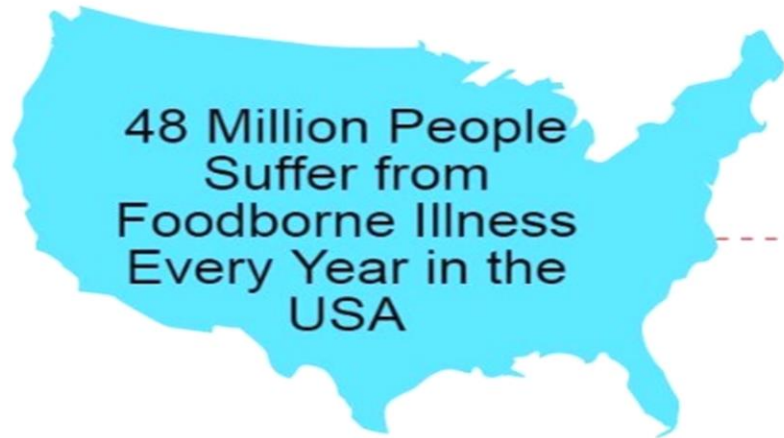 48 Million People
Suffer from
Foodborne Illness
Every Year in the
USA